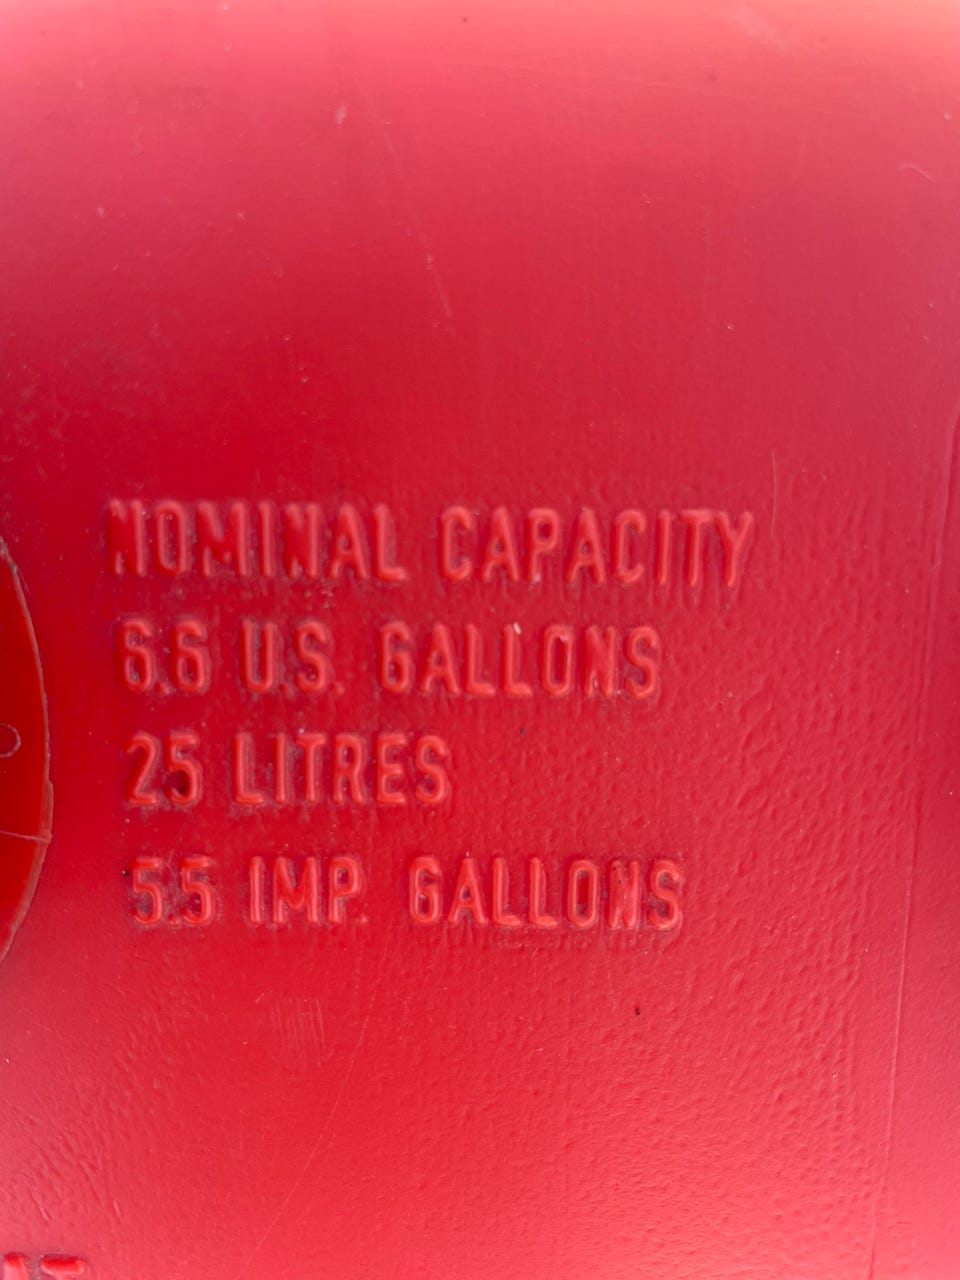 NOMINAL CAPACITY
6.6 U.S. GALLONS
25 LITRES
5.5 IMP. GALLONS